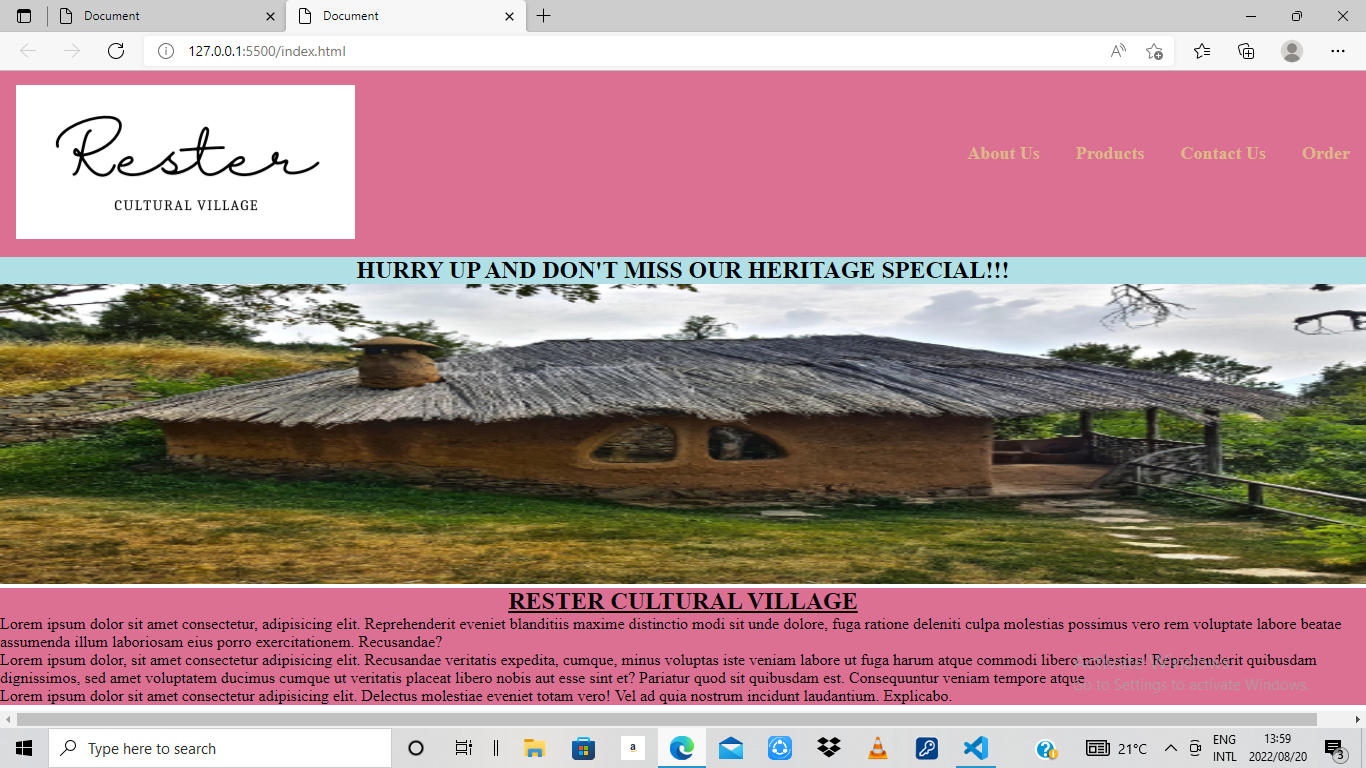 Document
Document
127.0.0.1:5500/index.html
Rester
CULTURAL VILLAGE
About Us Products Contact Us Order
HURRY UP AND DON'T MISS OUR HERITAGE SPECIAL!!!
RESTER CULTURAL VILLAGE
Lorem ipsum dolor sit amet consectetur, adipisicing elit. Reprehenderit eveniet blanditiis maxime distinctio modi sit unde dolore, fuga ratione deleniti culpa molestias possimus vero rem voluptate labore beatae
assumenda illum laboriosam eius porro exercitationem. Recusandae?
Lorem ipsum dolor, sit amet consectetur adipisicing elit. Recusandae veritatis expedita, cumque, minus voluptas iste veniam labore ut fuga harum atque commodi libero molestias! Reprehenderit quibusdam
dignissimos, sed amet voluptatem ducimus cumque ut veritatis placeat libero nobis aut esse sint et? Pariatur quod sit quibusdam est. Consequuntur veniam tempore atque
Lorem ipsum dolor sit amet consectetur adipisicing elit. Delectus molestiae eveniet totam vero! Vel ad quia nostrum incidunt laudantium. Explicabo.
Activate Windows
Go to Settings to activate Windows.
Type here to search
a
21°C
ENG
INTL
13:59
2022/08/20
3